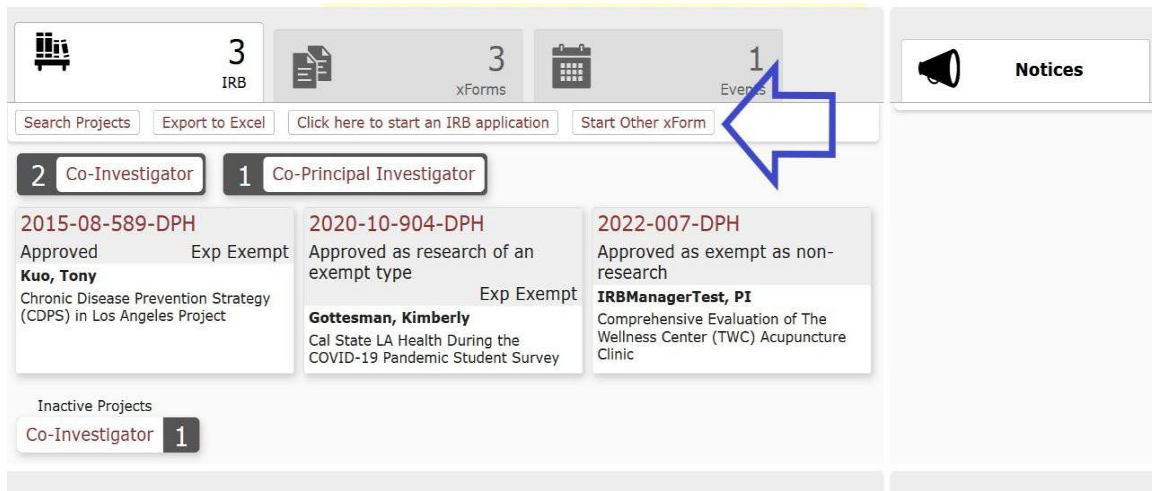 3
IRB
3
xForms
1
Events
Notices
Search Projects
Export to Excel
Click here to start an IRB application
Start Other xForm
2 Co-Investigator
1 Co-Principal Investigator
2015-08-589-DPH
Approved Exp Exempt
Kuo, Tony
Chronic Disease Prevention Strategy
(CDPS) in Los Angeles Project
2020-10-904-DPH
Approved as research of an
exempt type
Exp Exempt
Gottesman, Kimberly
Cal State LA Health During the
COVID-19 Pandemic Student Survey
2022-007-DPH
Approved as exempt as non-
research
IRBManagerTest, PI
Comprehensive Evaluation of The
Wellness Center (TWC) Acupuncture
Clinic
Inactive Projects
Co-Investigator 1